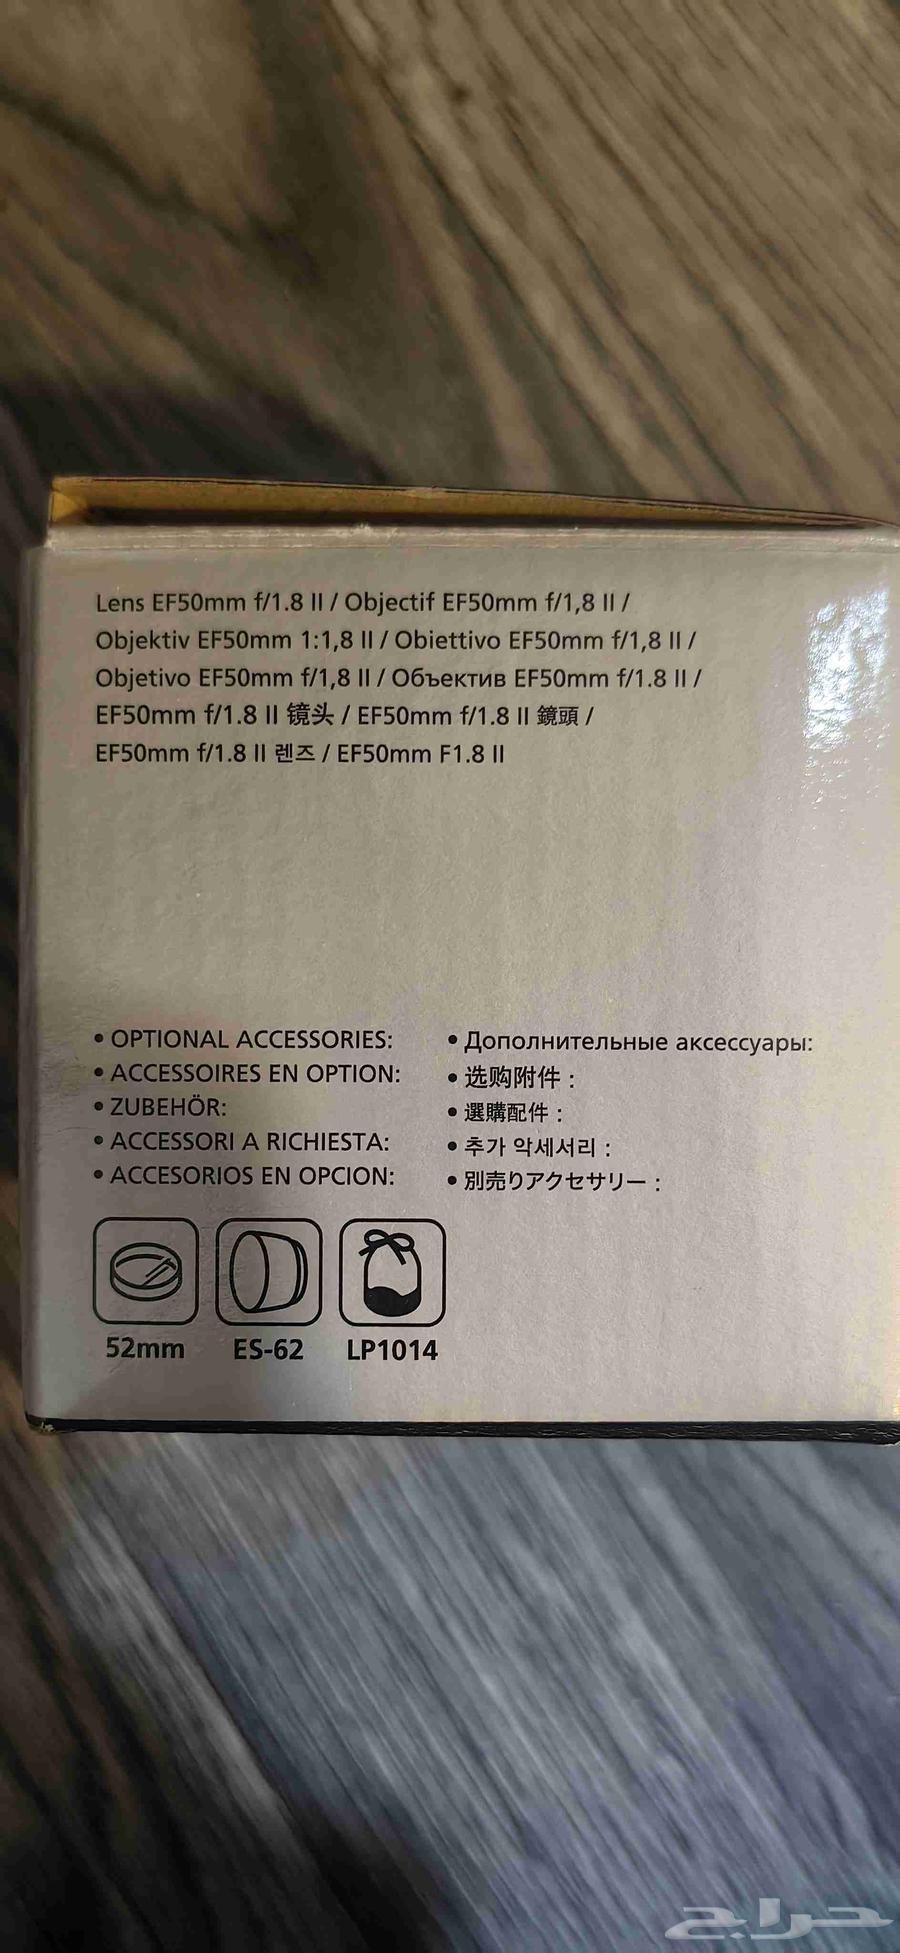 Lens EF50mm f/1.8 II / Objectif EF50mm f/1,8 II /
Objektiv EF50mm 1:1,8 II / Obiettivo EF50mm f/1,8 II /
Objetivo EF50mm f/1,8 II / Объектив EF50mm f/1.8 II /
EF50mm f/1.8 II 镜头 / EF50mm f/1.8 II 鏡頭 /
EF50mm f/1.8 II 렌즈 / EF50mm F1.8 II
• OPTIONAL ACCESSORIES:
• ACCESSOIRES EN OPTION:
• ZUBEHÖR:
• ACCESSORI A RICHIESTA:
• ACCESORIOS EN OPCION:
• Дополнительные аксессуары:
• 选购附件 :
• 選購配件 :
• 추가 악세서리 :
• 別売りアクセサリー :
52mm ES-62 LP1014
حراج